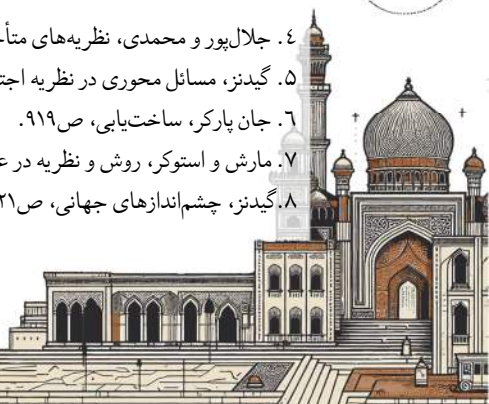 ٤. جلال‌پور و محمدی، نظریه‌های
٥. گیدنز، مسائل محوری در نظریه
٦. جان پارکر، ساخت‌یابی، ص۹۱۹.
٧. مارش و استوکر، روش و نظریه در
٨. گیدنز، چشم‌اندازهای جهانی،